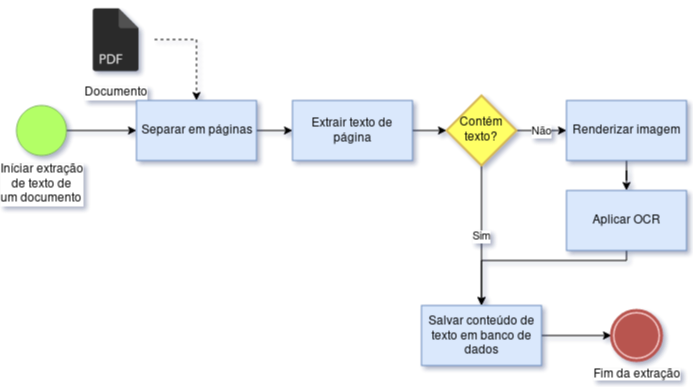 PDF
Documento
Iníciar extração
de texto de
um documento
Separar em páginas
Extrair texto de
página
Contém
texto?
Não
Renderizar imagem
Aplicar OCR
Sim
Salvar conteúdo de
texto em banco de
dados
Fim da extração